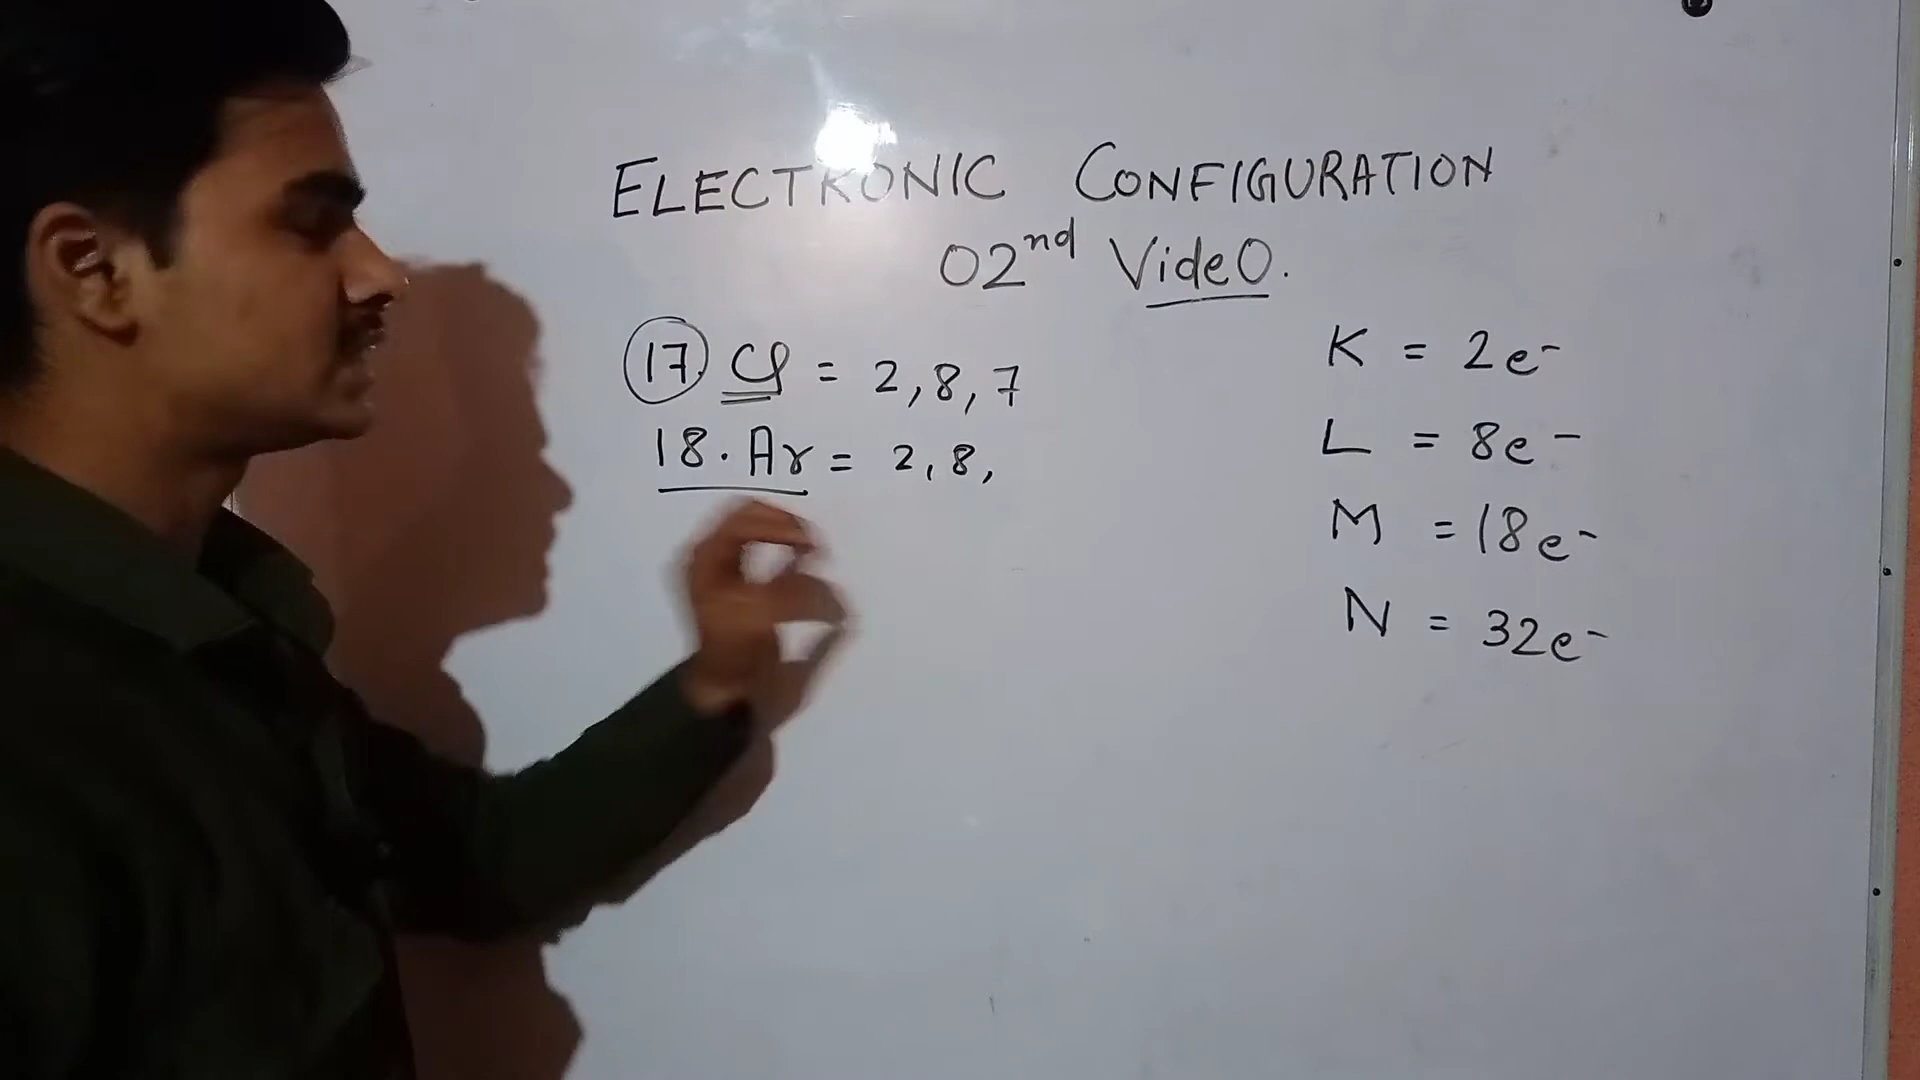 ELECTRONIC CONFIGURATION
02nd VideO.
17. Cl = 2, 8, 7
18. Ar = 2, 8,
K = 2e-
L = 8e-
M = 18e-
N = 32e-